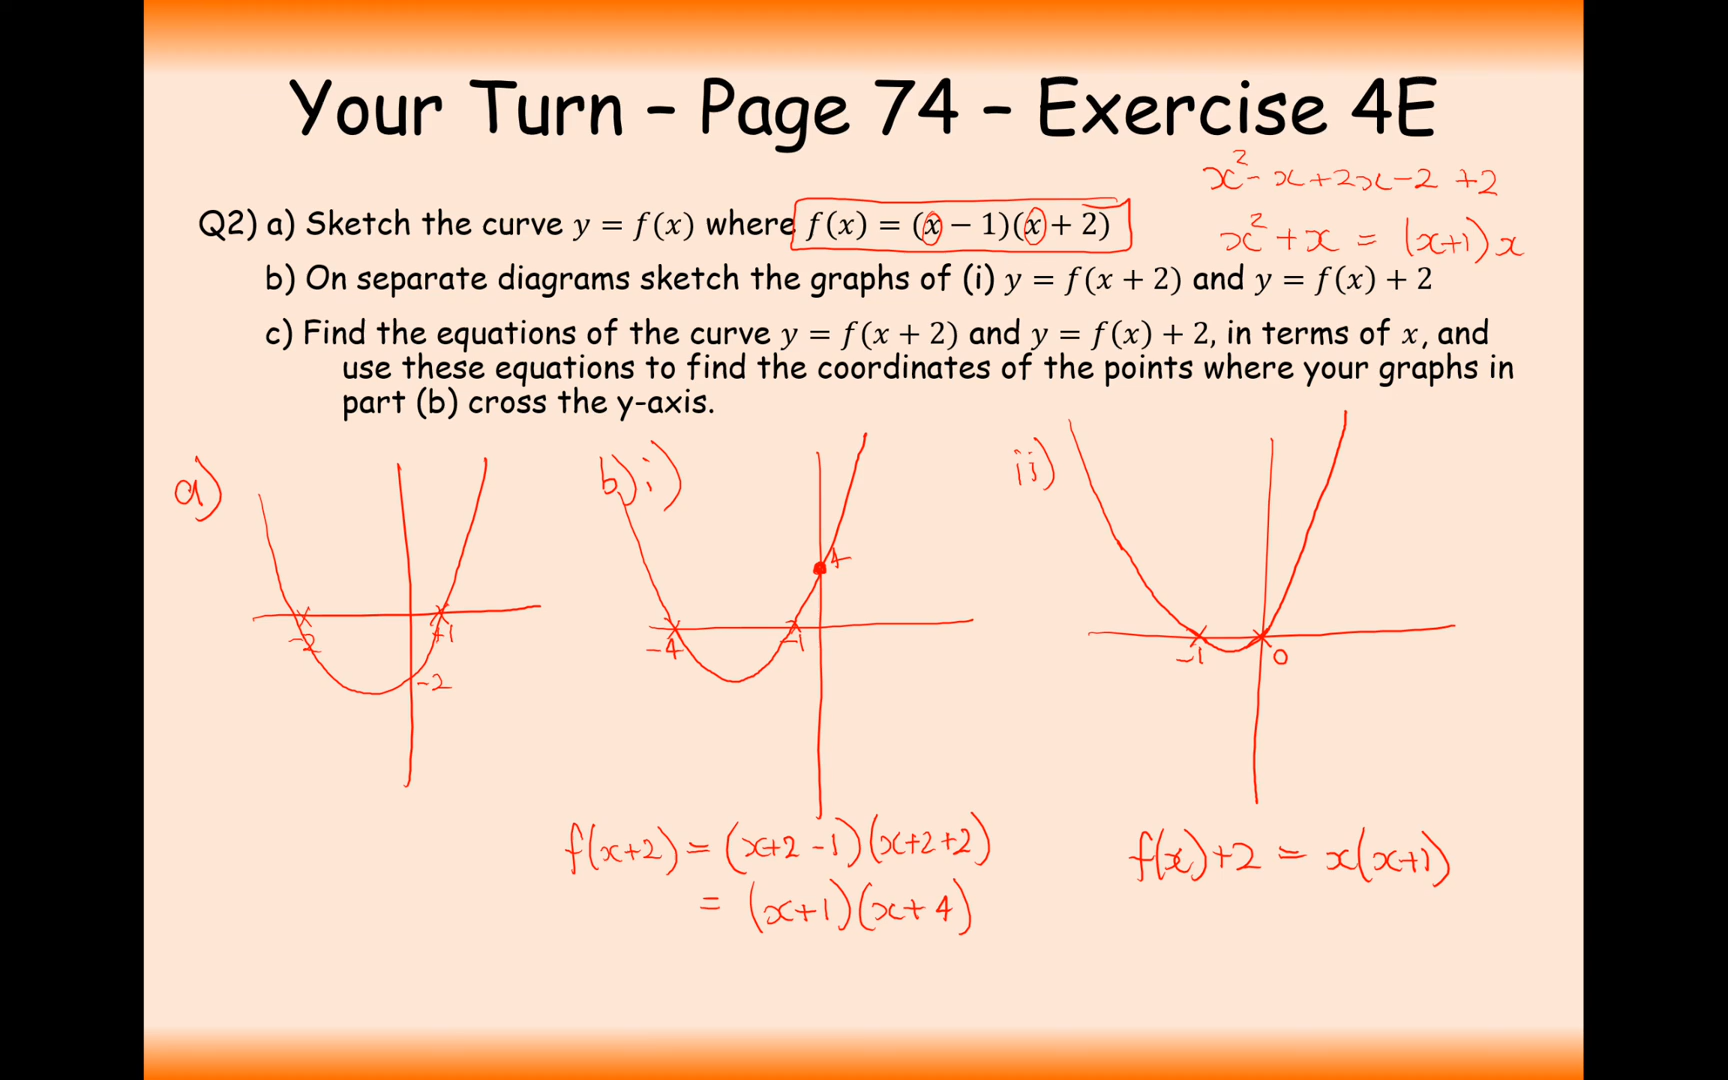 Your Turn – Page 74 – Exercise 4E
x² - x + 2x - 2 + 2
x² + x = (x+1)x
Q2) a) Sketch the curve y = f(x) where f(x) = (x − 1)(x + 2)
b) On separate diagrams sketch the graphs of (i) y = f(x + 2) and y = f(x) + 2
c) Find the equations of the curve y = f(x + 2) and y = f(x) + 2, in terms of x, and
use these equations to find the coordinates of the points where your graphs in
part (b) cross the y-axis.
a)
-2
+1
-2
b) i)
4
-4
-1
ii)
-1
0
f(x+2) = (x+2-1)(x+2+2)
= (x+1)(x+4)
f(x)+2 = x(x+1)